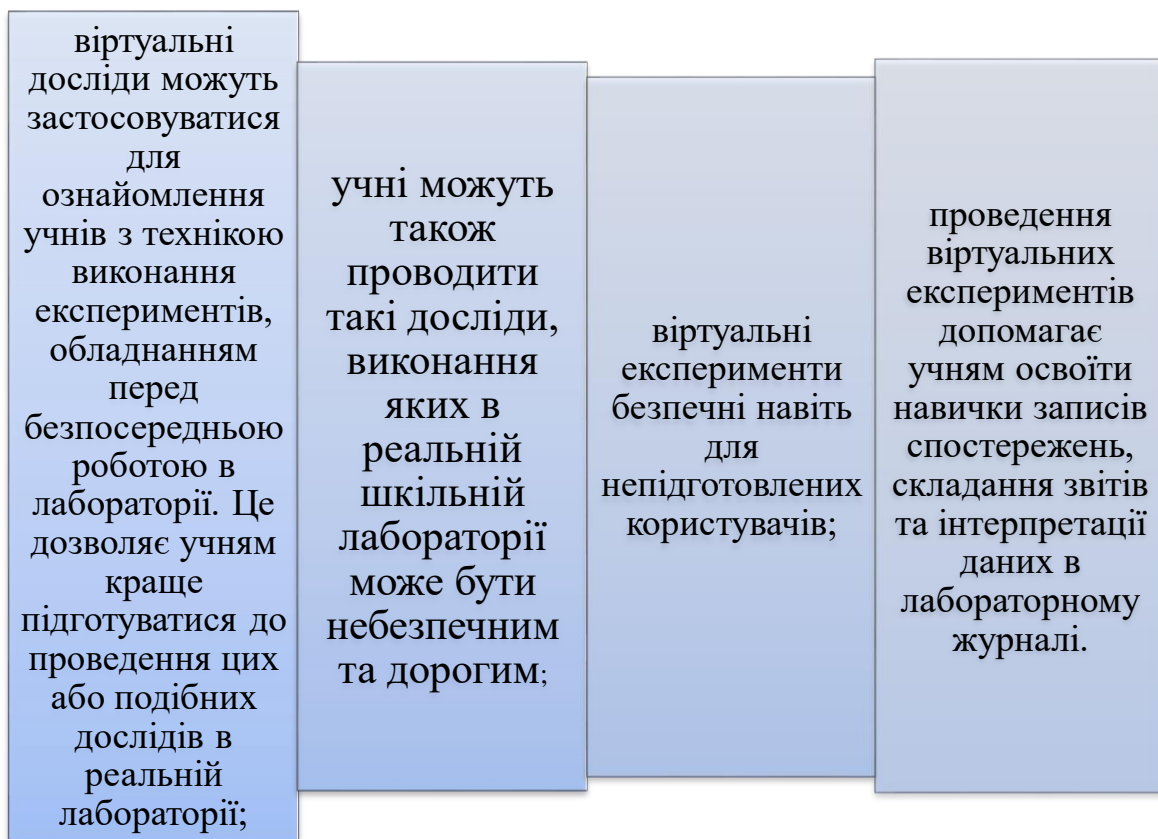 віртуальні
досліди можуть
застосовуватися
для
ознайомлення
учнів з технікою
виконання
експериментів,
обладнанням
перед
безпосередньою
роботою в
лабораторії. Це
дозволяє учням
краще
підготуватися до
проведення цих
або подібних
дослідів в
реальній
лабораторії;
учні можуть
також
проводити
такі досліди,
виконання
яких в
реальній
шкільній
лабораторії
може бути
небезпечним
та дорогим;
віртуальні
експерименти
безпечні навіть
для
непідготовлених
користувачів;
проведення
віртуальних
експериментів
допомагає
учням освоїти
навички записів
спостережень,
складання звітів
та інтерпретації
даних в
лабораторному
журналі.